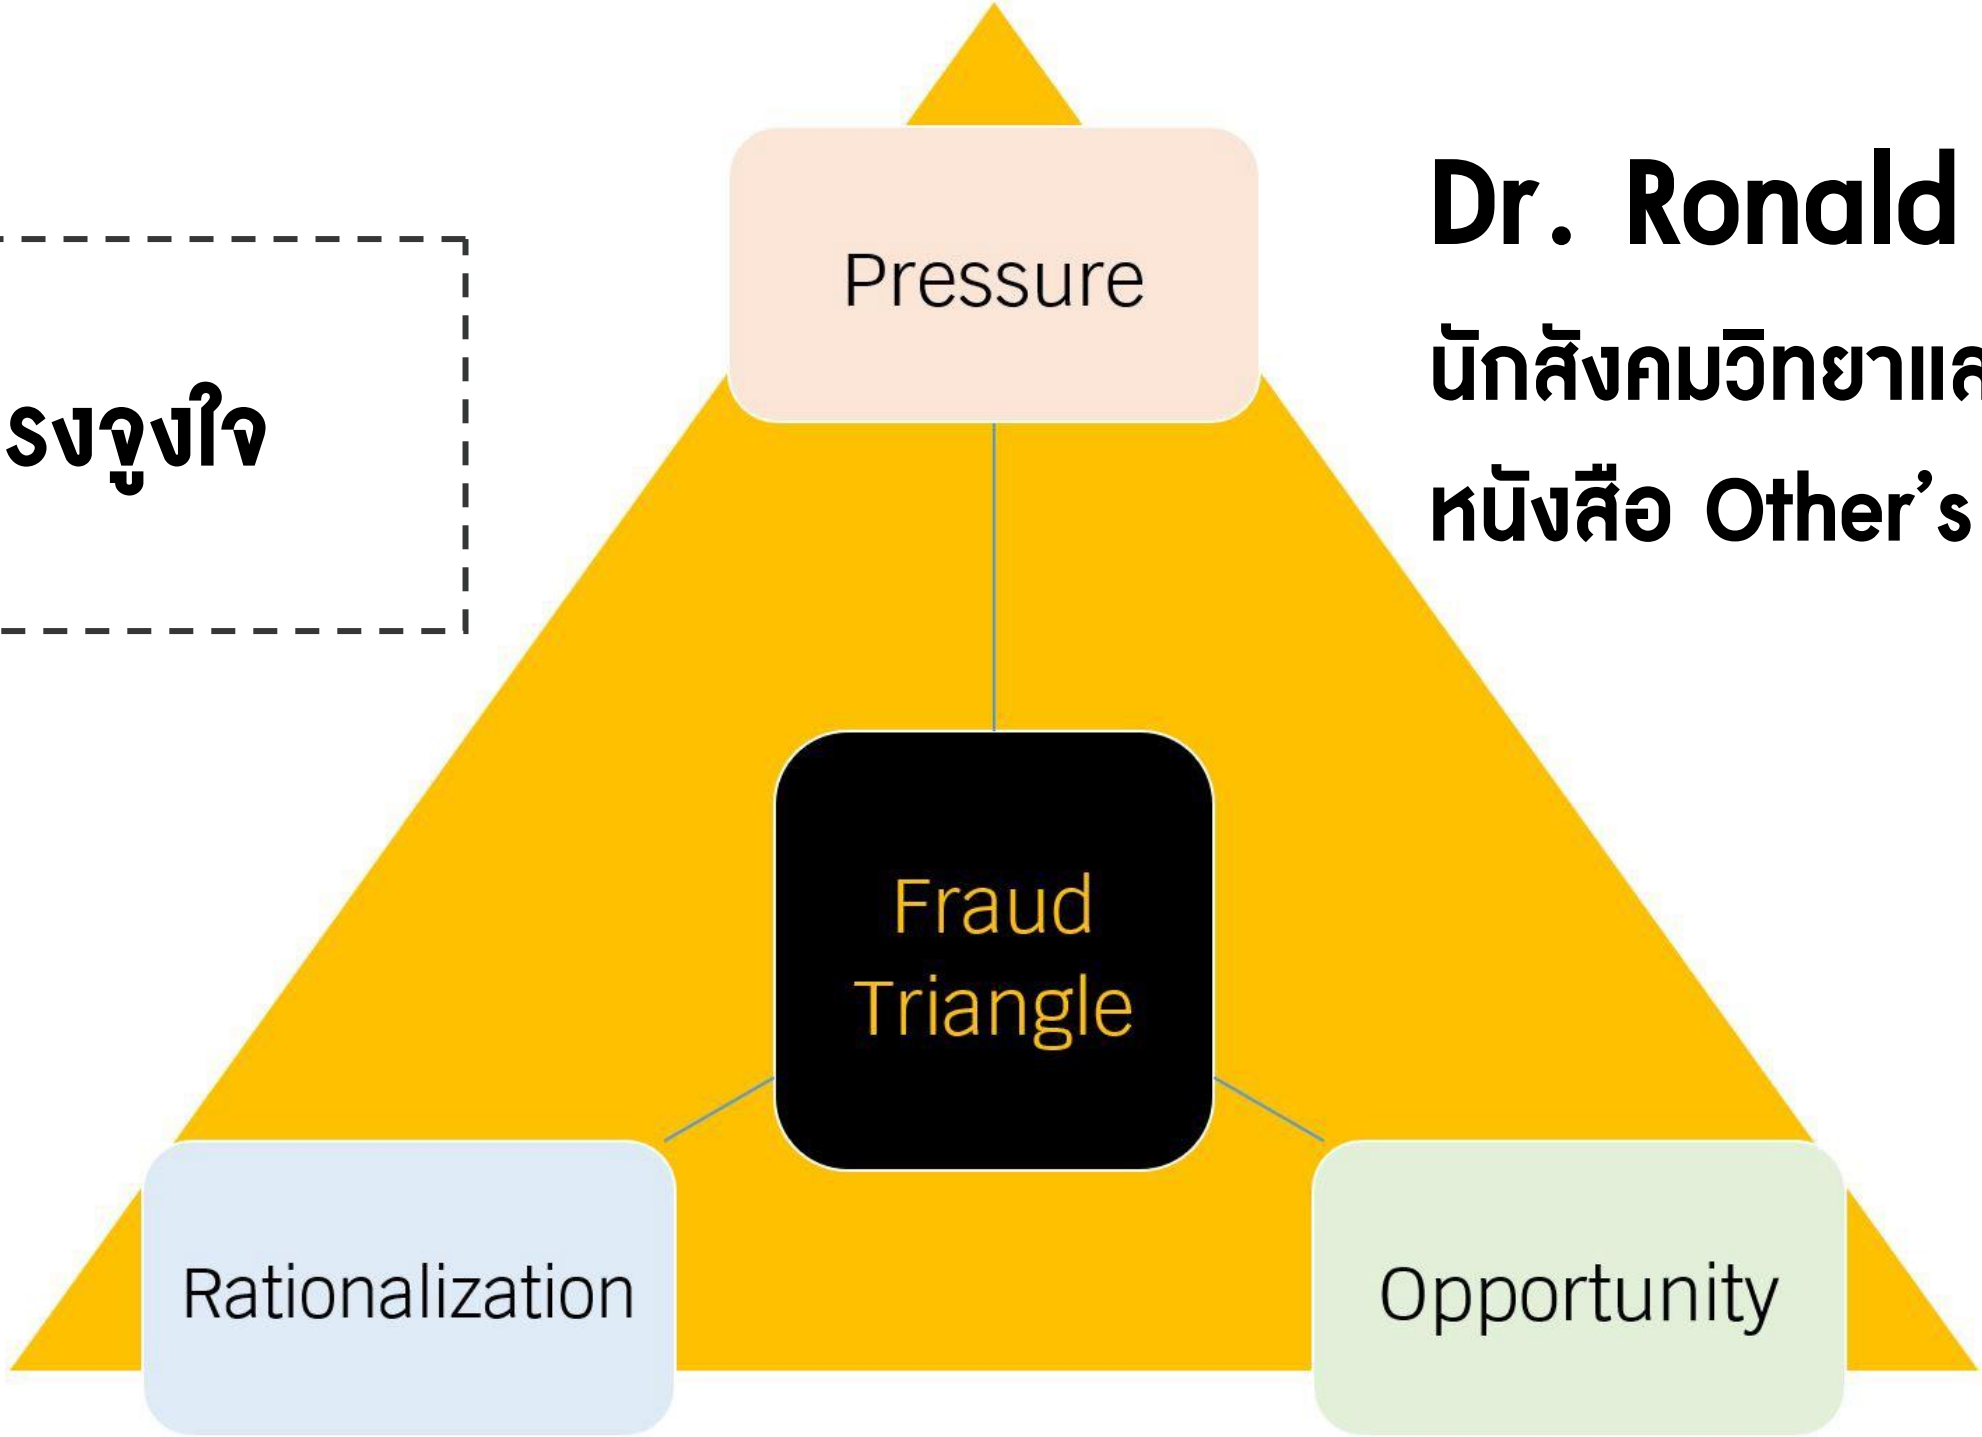 Pressure
Dr. Ronald
นักสังคมวิทยาแล
หนังสือ Other's
รงจูงใจ
Fraud
Triangle
Rationalization
Opportunity